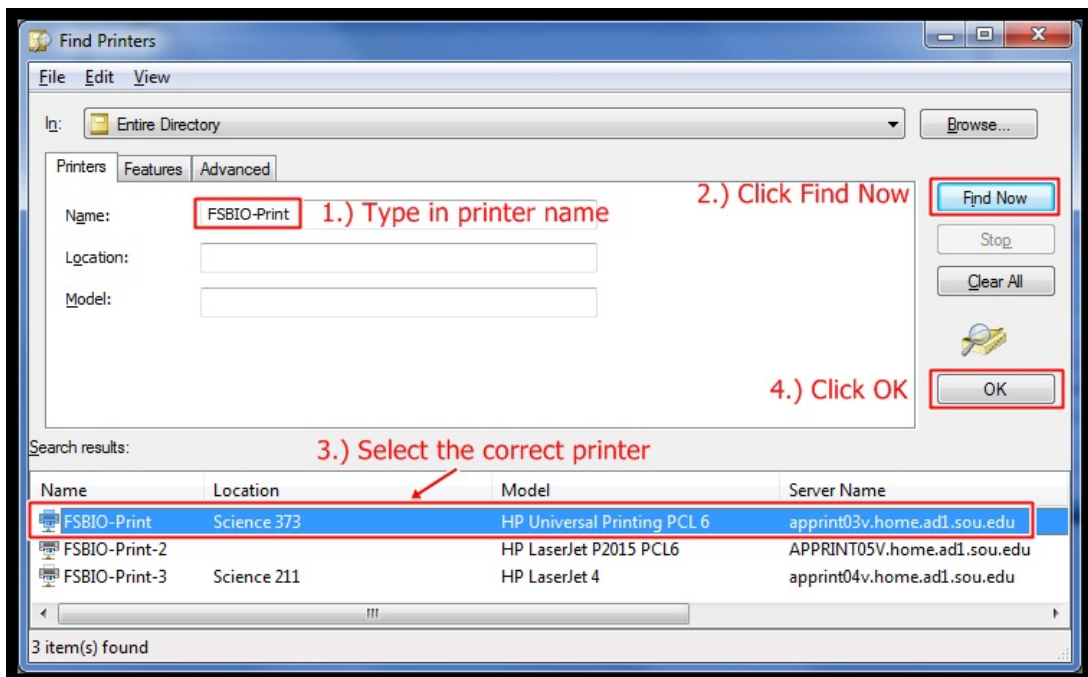 Find Printers
File Edit View
In: Entire Directory Browse...
Printers Features Advanced
Name: FSBIO-Print 1.) Type in printer name 2.) Click Find Now Find Now
Stop
Location:
Clear All
Model:
4.) Click OK OK
Search results:
3.) Select the correct printer
Name Location Model Server Name
FSBIO-Print Science 373 HP Universal Printing PCL 6 apprint03v.home.ad1.sou.edu
FSBIO-Print-2 HP LaserJet P2015 PCL6 APPRINT05V.home.ad1.sou.edu
FSBIO-Print-3 Science 211 HP LaserJet 4 apprint04v.home.ad1.sou.edu
3 item(s) found